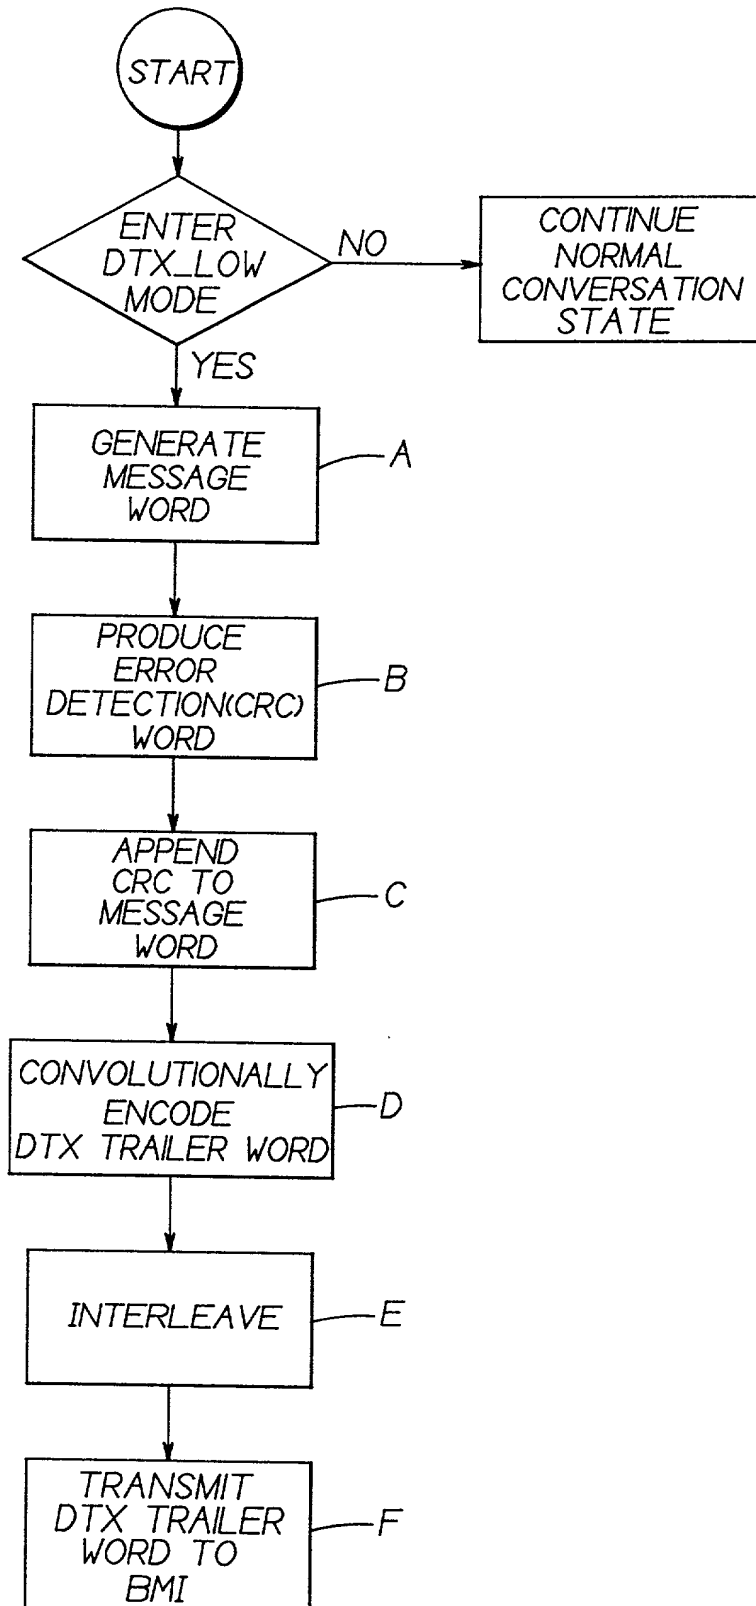 START
ENTER
DTX_LOW
MODE
NO
CONTINUE
NORMAL
CONVERSATION
STATE
YES
GENERATE
MESSAGE
WORD
A
PRODUCE
ERROR
DETECTION(CRC)
WORD
B
APPEND
CRC TO
MESSAGE
WORD
C
CONVOLUTIONALLY
ENCODE
DTX TRAILER WORD
D
INTERLEAVE
E
TRANSMIT
DTX TRAILER
WORD TO
BMI
F